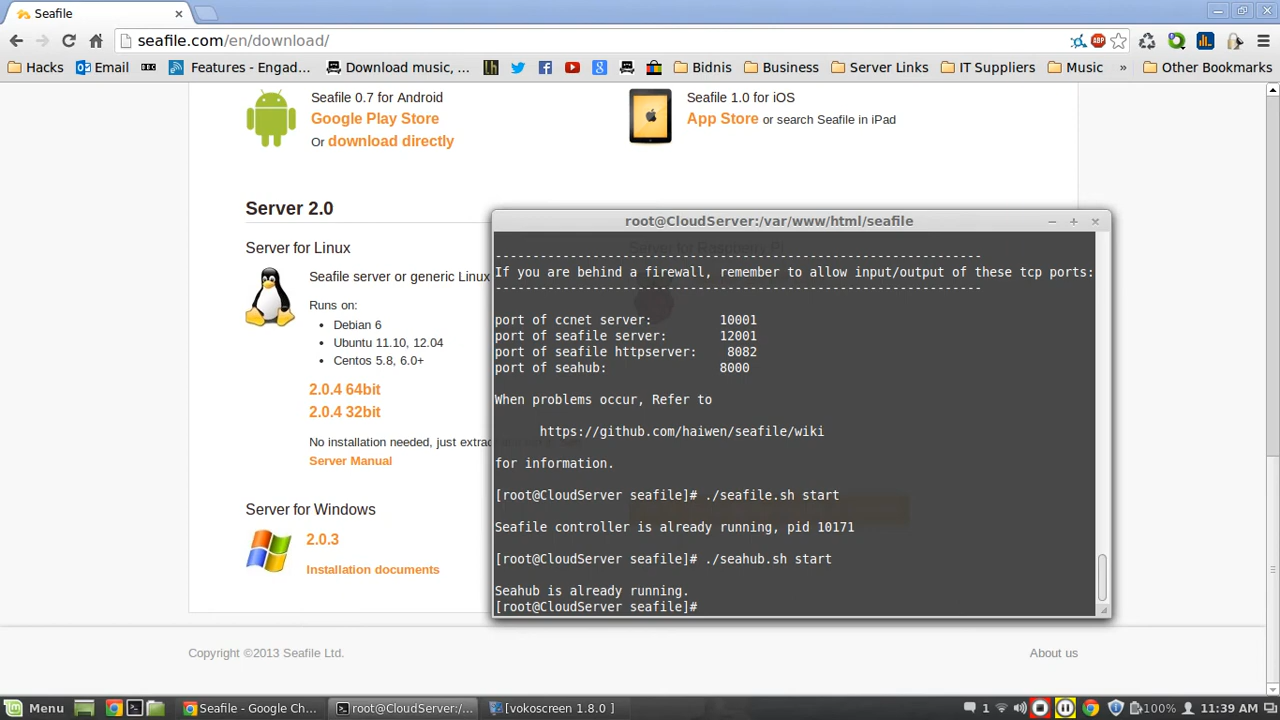 Seafile
seafile.com/en/download/
ABP
Hacks Email BBC Features - Engad... Download music, ... Bidnis Business Server Links IT Suppliers Music » Other Bookmarks
Seafile 0.7 for Android
Google Play Store
Or download directly
Seafile 1.0 for iOS
App Store or search Seafile in iPad
Server 2.0
Server for Linux
Seafile server or generic Linux
Runs on:
• Debian 6
• Ubuntu 11.10, 12.04
• Centos 5.8, 6.0+
2.0.4 64bit
2.0.4 32bit
No installation needed, just extrac
Server Manual
Server for Windows
2.0.3
Installation documents
Server for Raspberry Pi
root@CloudServer:/var/www/html/seafile
-----------------------------------------------------------------
If you are behind a firewall, remember to allow input/output of these tcp ports:
-----------------------------------------------------------------
port of ccnet server: 10001
port of seafile server: 12001
port of seafile httpserver: 8082
port of seahub: 8000
When problems occur, Refer to
https://github.com/haiwen/seafile/wiki
for information.
[root@CloudServer seafile]# ./seafile.sh start
Seafile controller is already running, pid 10171
[root@CloudServer seafile]# ./seahub.sh start
Seahub is already running.
[root@CloudServer seafile]#
Copyright ©2013 Seafile Ltd.
About us
Menu Seafile - Google Ch... root@CloudServer:/... [vokoscreen 1.8.0 ] 1 100% 11:39 AM